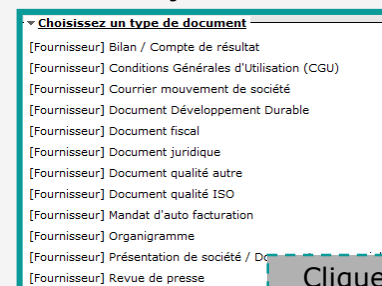 Choisissez un type de document
[Fournisseur] Bilan / Compte de résultat
[Fournisseur] Conditions Générales d'Utilisation (CGU)
[Fournisseur] Courrier mouvement de société
[Fournisseur] Document Développement Durable
[Fournisseur] Document fiscal
[Fournisseur] Document juridique
[Fournisseur] Document qualité autre
[Fournisseur] Document qualité ISO
[Fournisseur] Mandat d'auto facturation
[Fournisseur] Organigramme
[Fournisseur] Présentation de société /
[Fournisseur] Revue de presse
Clique